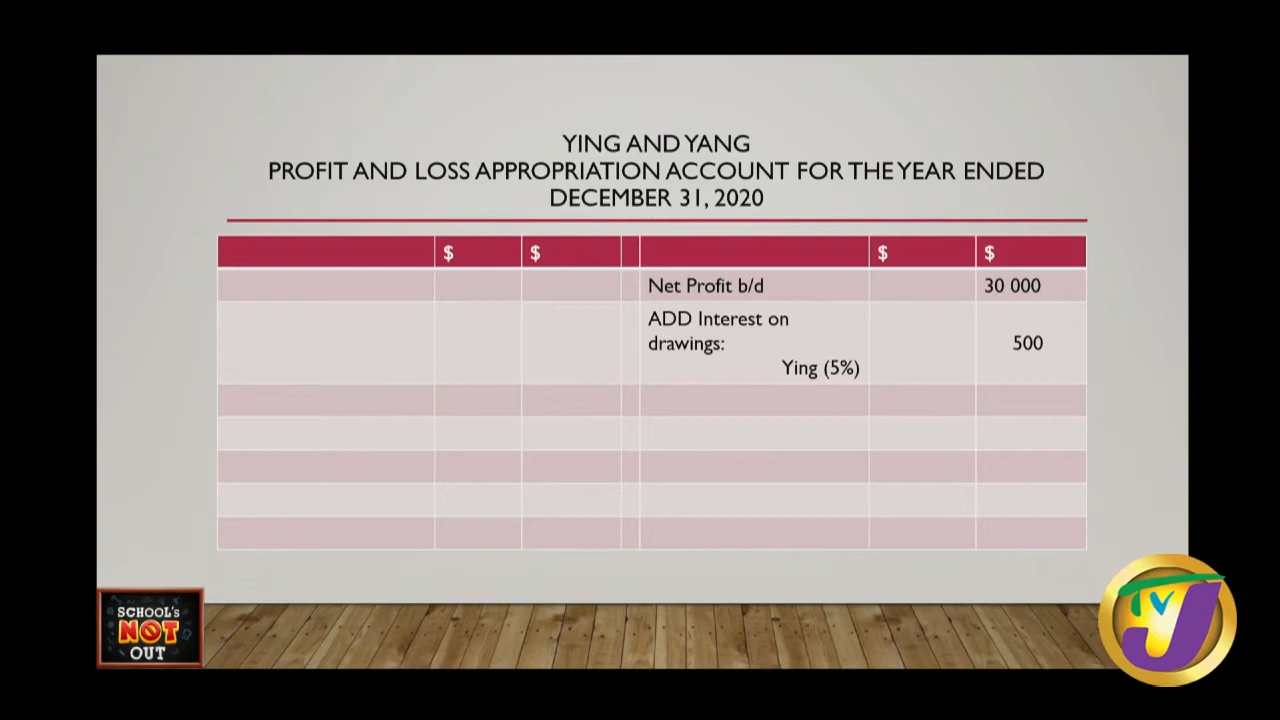 YING AND YANG
PROFIT AND LOSS APPROPRIATION ACCOUNT FOR THE YEAR ENDED
DECEMBER 31, 2020
$ $ $ $
Net Profit b/d 30 000
ADD Interest on
drawings: 500
Ying (5%)
SCHOOL's
NOT
OUT
TVJ